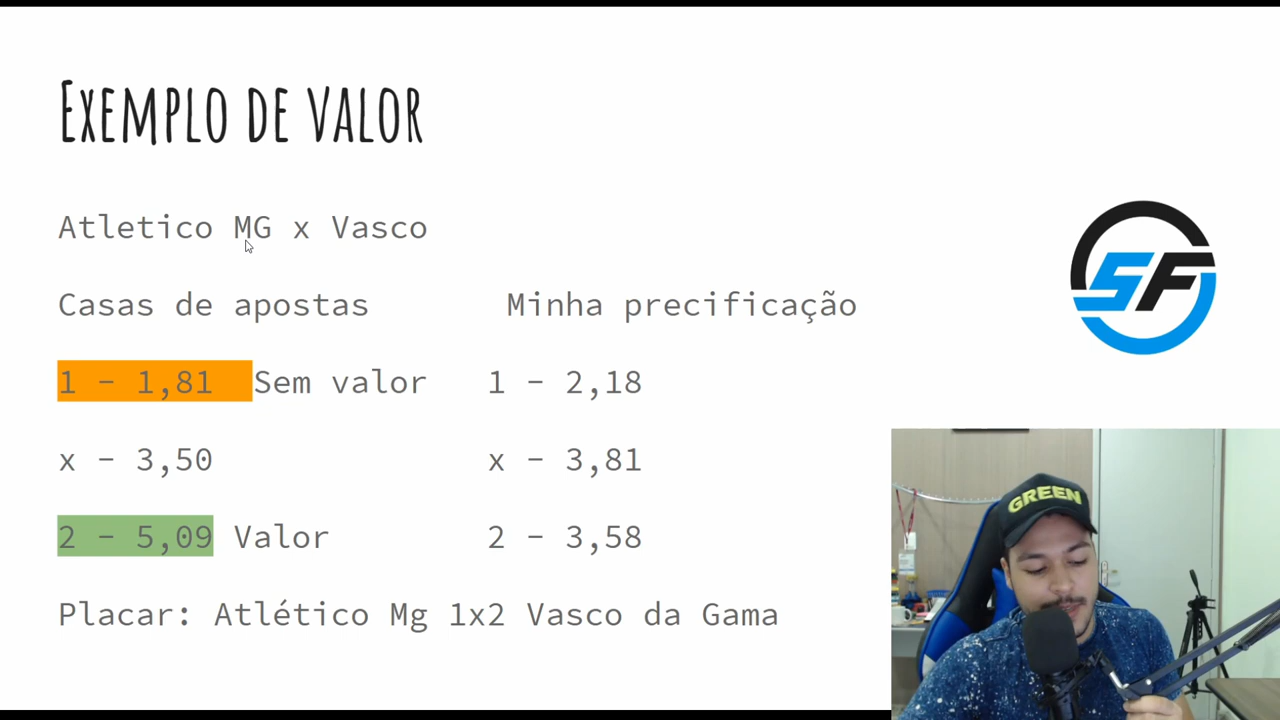 EXEMPLO DE VALOR
Atletico MG x Vasco
Casas de apostas Minha precificação
1 - 1,81 Sem valor 1 - 2,18
x - 3,50 x - 3,81
2 - 5,09 Valor 2 - 3,58
Placar: Atlético Mg 1x2 Vasco da Gama
SF
GREEN